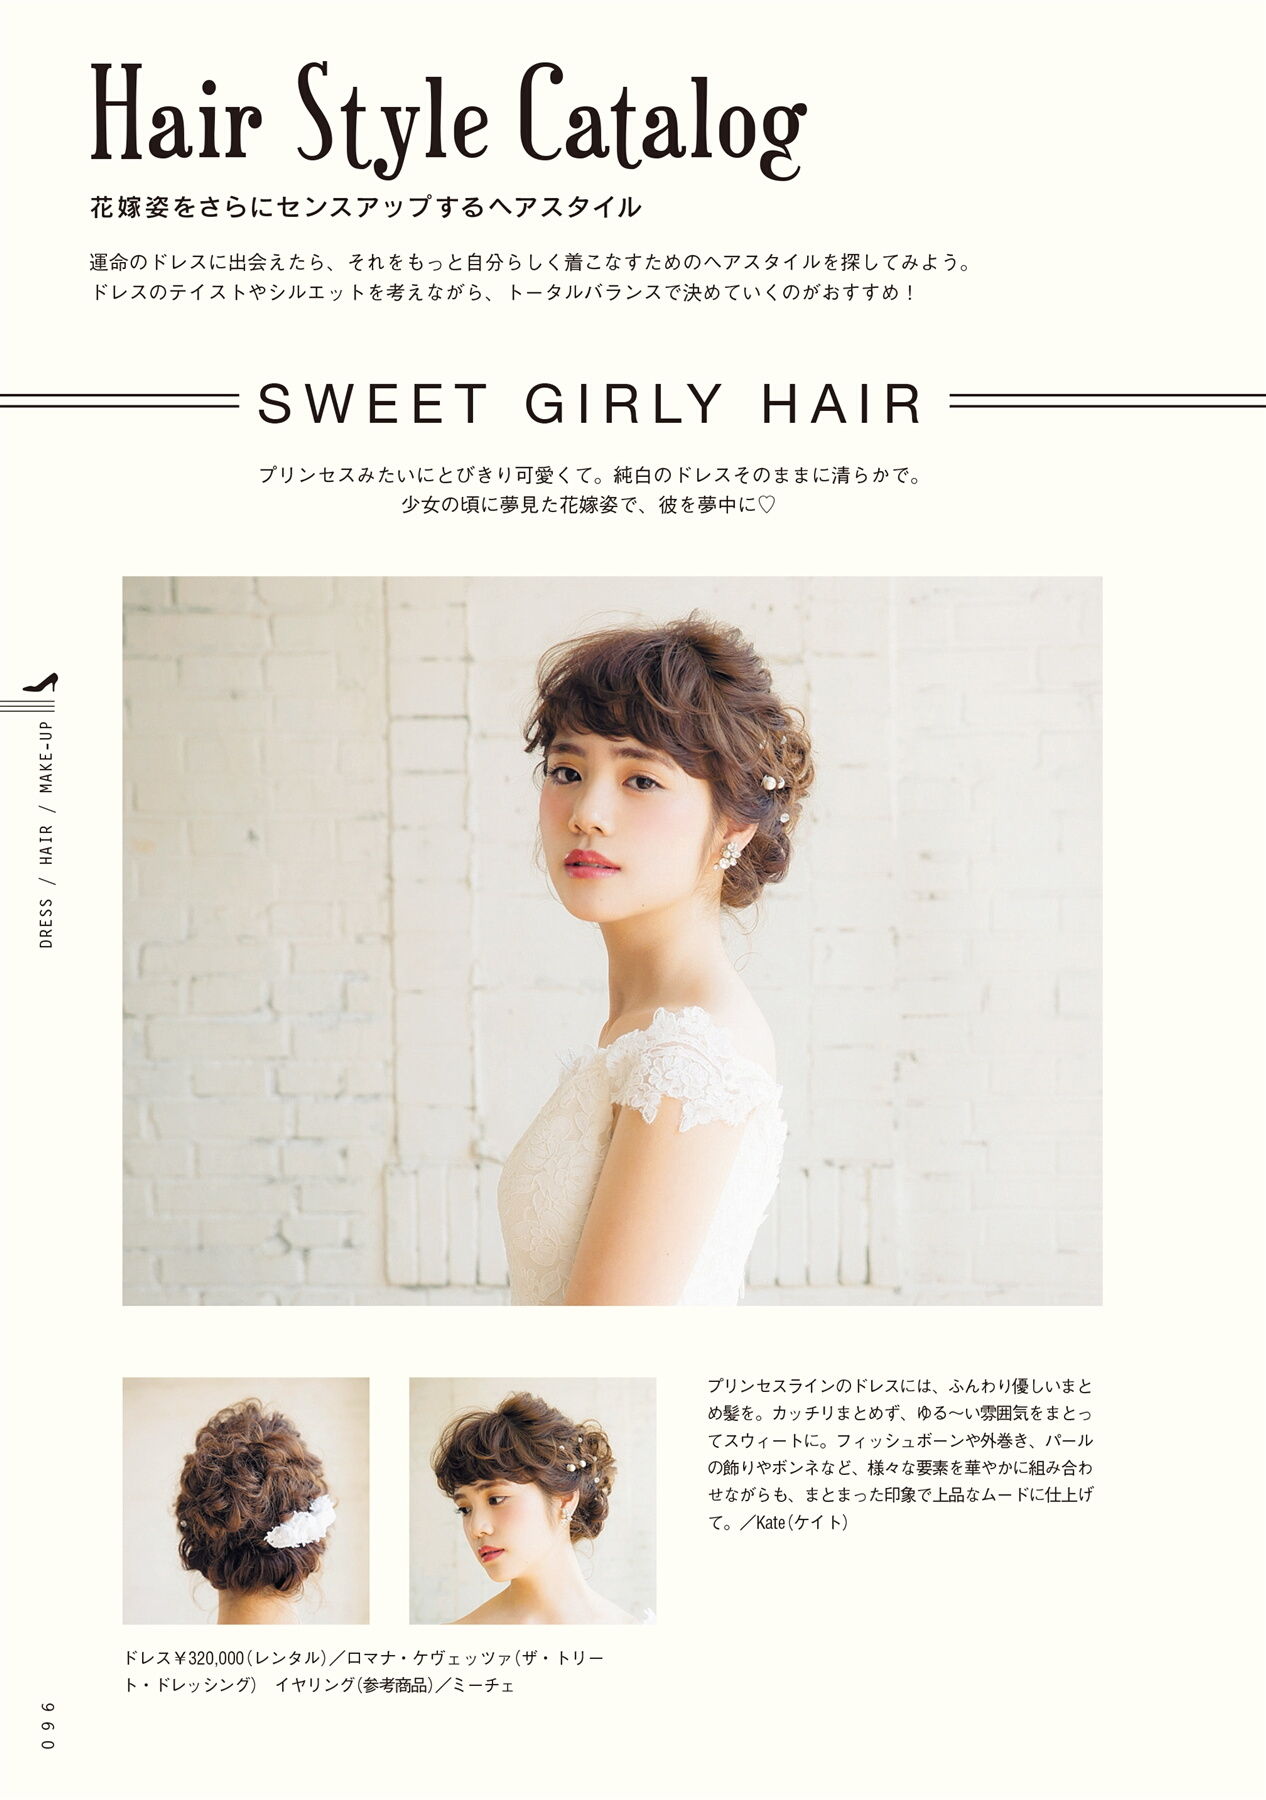 Hair Style Catalog
花嫁姿をさらにセンスアップするヘアスタイル
運命のドレスに出会えたら、それをもっと自分らしく着こなすためのヘアスタイルを探してみよう。
ドレスのテイストやシルエットを考えながら、トータルバランスで決めていくのがおすすめ！
SWEET GIRLY HAIR
プリンセスみたいにとびきり可愛くて。純白のドレスそのままに清らかで。
少女の頃に夢見た花嫁姿で、彼を夢中に♡
DRESS / HAIR / MAKE-UP
プリンセスラインのドレスには、ふんわり優しいまと
め髪を。カッチリまとめず、ゆる〜い雰囲気をまとっ
てスウィートに。フィッシュボーンや外巻き、パール
の飾りやボンネなど、様々な要素を華やかに組み合わ
せながらも、まとまった印象で上品なムードに仕上げ
て。／Kate（ケイト）
ドレス￥320,000（レンタル）／ロマナ・ケヴェッツァ（ザ・トリー
ト・ドレッシング）　イヤリング（参考商品）／ミーチェ
096